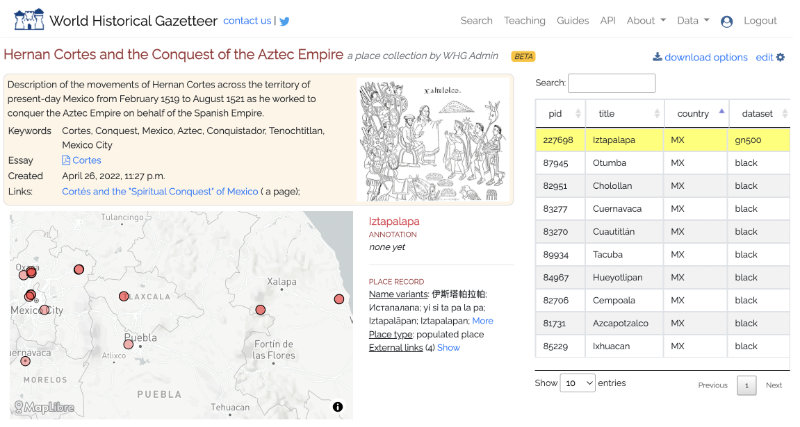 World Historical Gazetteer contact us |
Search Teaching Guides API About Data Logout
Hernan Cortes and the Conquest of the Aztec Empire a place collection by WHG Admin BETA
download options edit
Description of the movements of Hernan Cortes across the territory of
present-day Mexico from February 1519 to August 1521 as he worked to
conquer the Aztec Empire on behalf of the Spanish Empire.
Keywords Cortes, Conquest, Mexico, Aztec, Conquistador, Tenochtitlan,
Mexico City
Essay Cortes
Created April 26, 2022, 11:27 p.m.
Links: Cortés and the "Spiritual Conquest" of Mexico ( a page);
Xaltelolco.
Tulancingo
Xalapa
TLAXCALA
Mexico City
Puebla
Atlixco
Fortín de
las Flores
Cuernavaca
MORELOS
PUEBLA
Tehuacan
MapLibre
Iztapalapa
ANNOTATION
none yet
PLACE RECORD
Name variants: 伊斯塔帕拉帕;
Истапалапа; yi si ta pa la pa;
Iztapalāpan; Iztapalapan; More
Place type: populated place
External links (4) Show
Search:
pid title country dataset
227698 Iztapalapa MX gn500
87945 Otumba MX black
82951 Cholollan MX black
83277 Cuernavaca MX black
83270 Cuautitlán MX black
89934 Tacuba MX black
84967 Hueyotlipan MX black
82706 Cempoala MX black
81731 Azcapotzalco MX black
85229 Ixhuacan MX black
Show 10 entries
Previous 1 Next